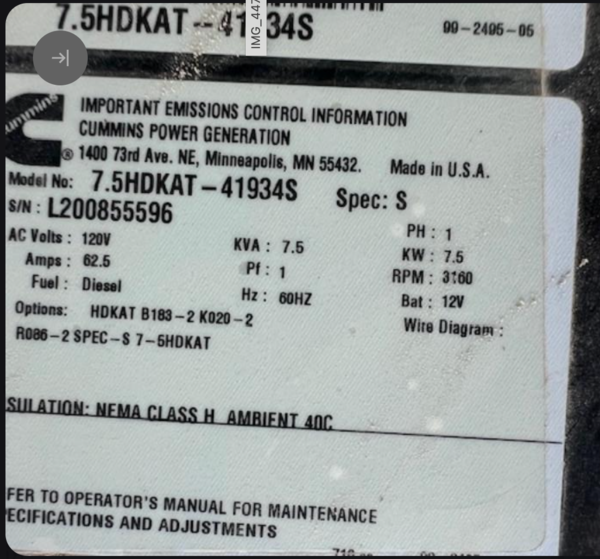 7.5HDKAT--41934S
99-2495-05
IMG_447
Cummins
IMPORTANT EMISSIONS CONTROL INFORMATION
CUMMINS POWER GENERATION
® 1400 73rd Ave. NE, Minneapolis, MN 55432. Made in U.S.A.
Model No: 7.5HDKAT-41934S Spec: S
S/N : L200855596
AC Volts : 120V KVA : 7.5 PH : 1
Amps : 62.5 Pf : 1 KW : 7.5
Fuel : Diesel Hz : 60HZ RPM : 3160
Bat : 12V
Options: HDKAT B183-2 K020-2 Wire Diagram :
R086-2 SPEC-S 7-5HDKAT
SULATION: NEMA CLASS H AMBIENT 40C
FER TO OPERATOR'S MANUAL FOR MAINTENANCE
ECIFICATIONS AND ADJUSTMENTS